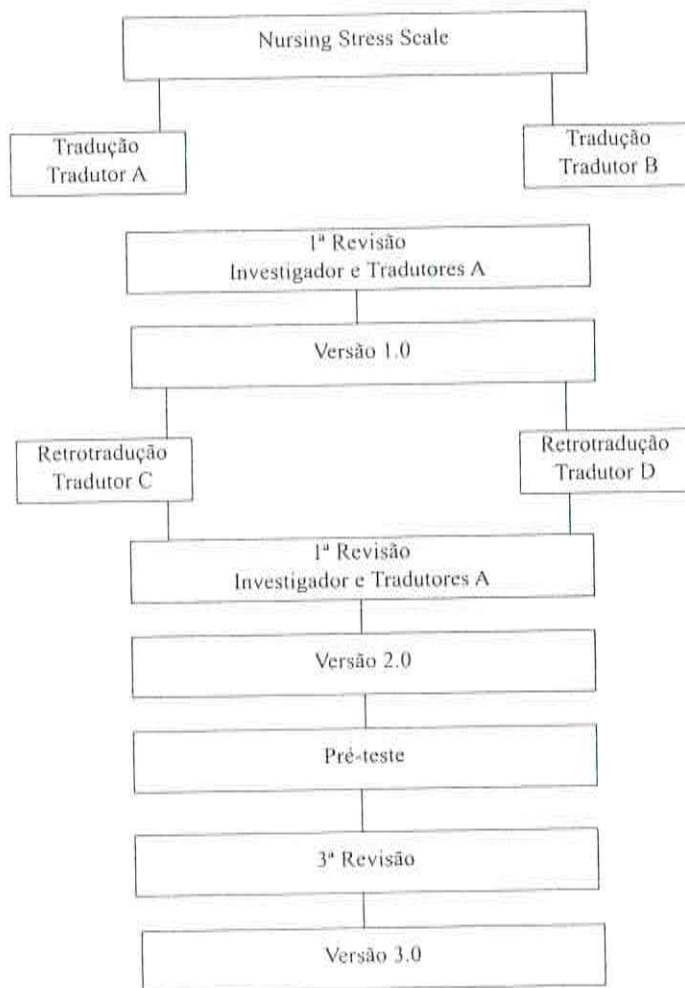 Nursing Stress Scale
Tradução
Tradutor A
Tradução
Tradutor B
1ª Revisão
Investigador e Tradutores A
Versão 1.0
Retrotradução
Tradutor C
Retrotradução
Tradutor D
1ª Revisão
Investigador e Tradutores A
Versão 2.0
Pré-teste
3ª Revisão
Versão 3.0